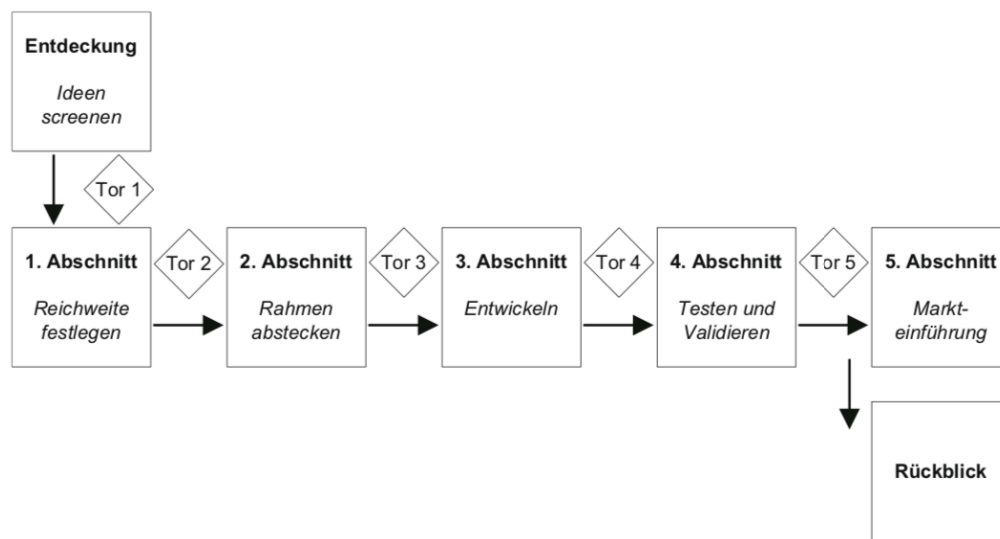 Entdeckung
Ideen
screenen
Tor 1
1. Abschnitt
Reichweite
festlegen
Tor 2
2. Abschnitt
Rahmen
abstecken
Tor 3
3. Abschnitt
Entwickeln
Tor 4
4. Abschnitt
Testen und
Validieren
Tor 5
5. Abschnitt
Markt-
einführung
Rückblick